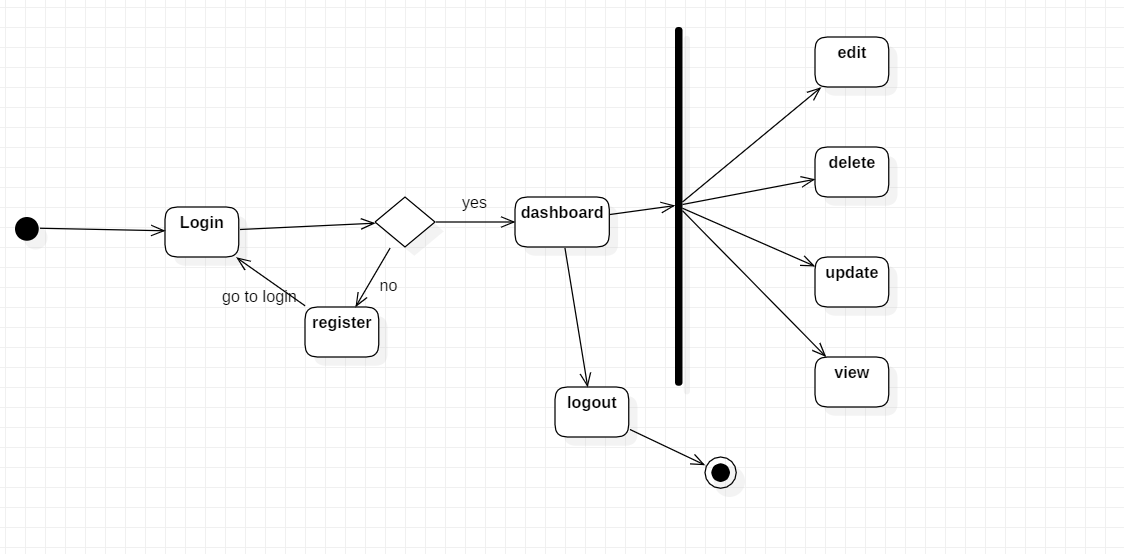 Login
yes
dashboard
no
go to login
register
logout
edit
delete
update
view